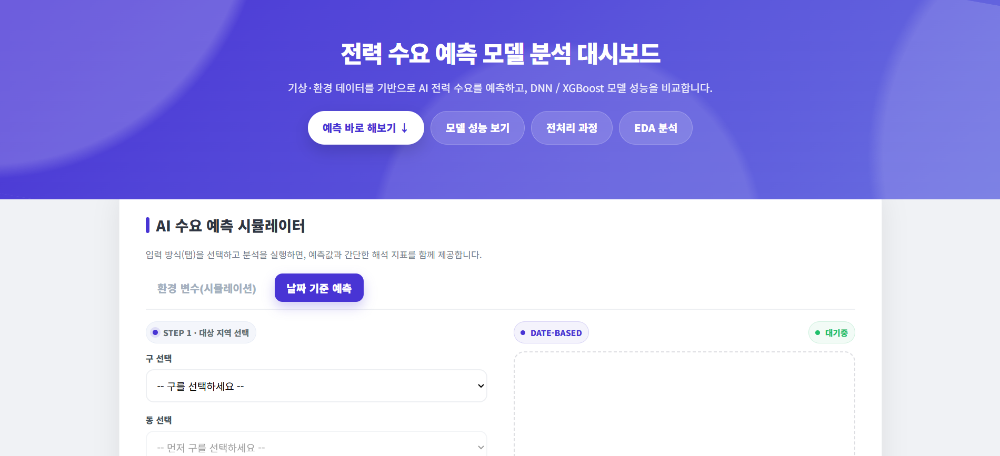 전력 수요 예측 모델 분석 대시보드
기상·환경 데이터를 기반으로 AI 전력 수요를 예측하고, DNN / XGBoost 모델 성능을 비교합니다.
예측 바로 해보기 ↓
모델 성능 보기
전처리 과정
EDA 분석
AI 수요 예측 시뮬레이터
입력 방식(탭)을 선택하고 분석을 실행하면, 예측값과 간단한 해석 지표를 함께 제공합니다.
환경 변수(시뮬레이션)
날짜 기준 예측
STEP 1 · 대상 지역 선택
구 선택
-- 구를 선택하세요 --
동 선택
-- 먼저 구를 선택하세요 --
DATE-BASED
대기중